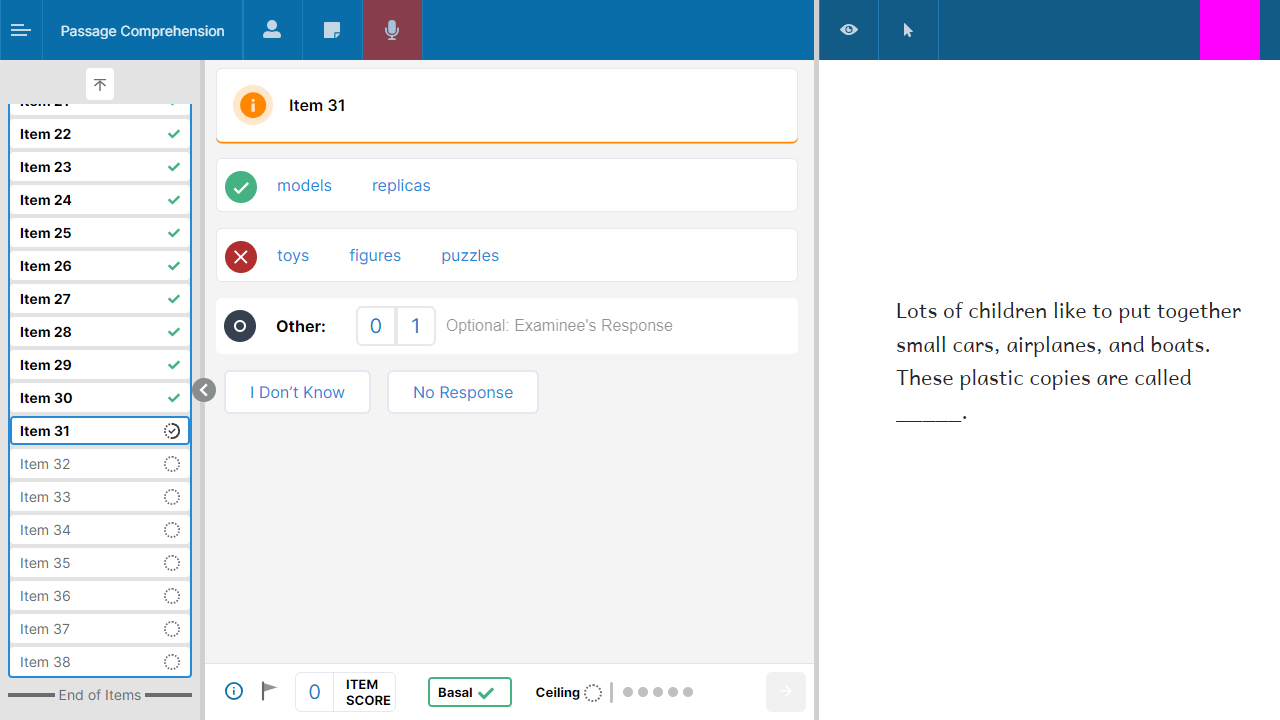 Passage Comprehension
Item 22
Item 23
Item 24
Item 25
Item 26
Item 27
Item 28
Item 29
Item 30
Item 31
Item 32
Item 33
Item 34
Item 35
Item 36
Item 37
Item 38
End of Items
Item 31
models replicas
toys figures puzzles
Other: 0 1 Optional: Examinee's Response
I Don’t Know No Response
0 ITEM
SCORE
Basal Ceiling
Lots of children like to put together
small cars, airplanes, and boats.
These plastic copies are called
_____.